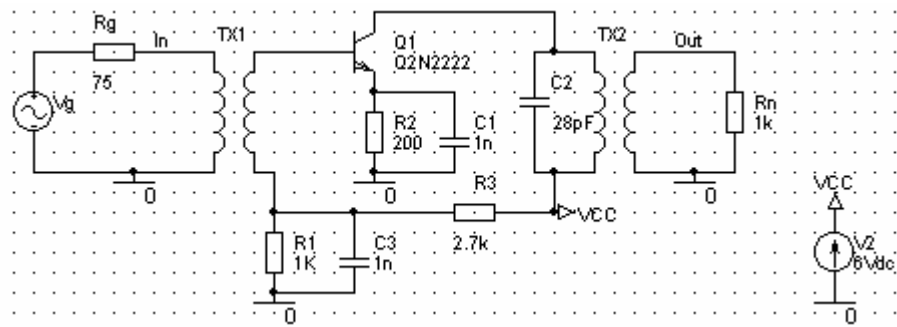 Rg
In
TX1
75
Vg
0
Q1
Q2N2222
R2
200
C1
1n
0
C2
28pF
TX2
Out
Rn
1k
0
R3
2.7k
VCC
R1
1K
C3
1n
0
VCC
V2
6Vdc
0